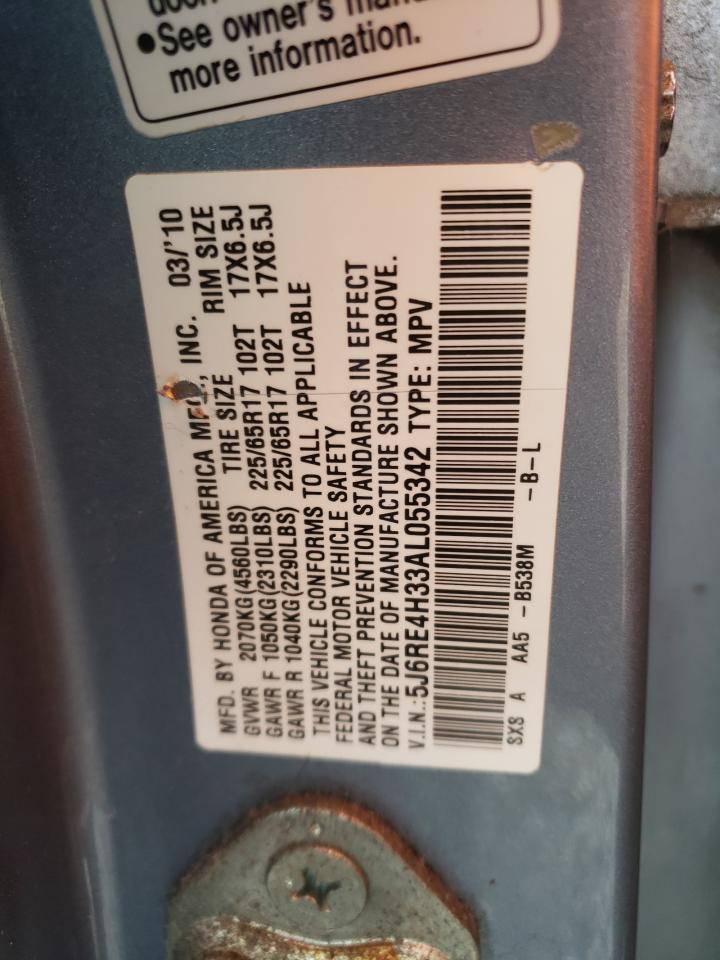 ●See owner's
more information.
MFD. BY HONDA OF AMERICA MFG., INC. 03/'10
TIRE SIZE RIM SIZE
GVWR 2070KG(4560LBS)
GAWR F 1050KG(2310LBS) 225/65R17 102T 17X6.5J
GAWR R 1040KG(2290LBS) 225/65R17 102T 17X6.5J
THIS VEHICLE CONFORMS TO ALL APPLICABLE
FEDERAL MOTOR VEHICLE SAFETY
AND THEFT PREVENTION STANDARDS IN EFFECT
ON THE DATE OF MANUFACTURE SHOWN ABOVE.
V.I.N.:5J6RE4H33AL055342 TYPE: MPV
SXS A AA5 -B538M -B-L